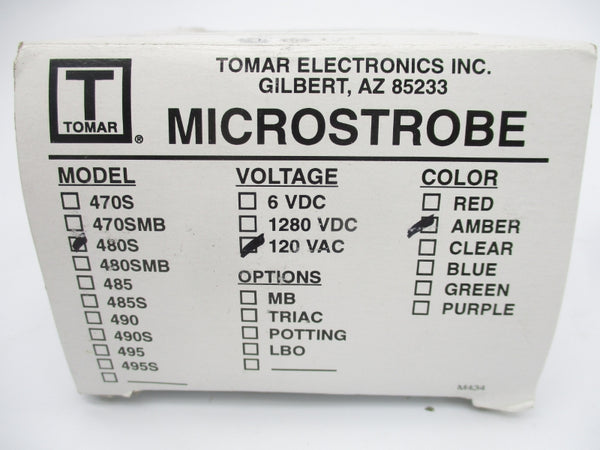 T
TOMAR
®
TOMAR ELECTRONICS INC.
GILBERT, AZ 85233
MICROSTROBE
MODEL
470S
470SMB
480S
480SMB
485
485S
490
490S
495
495S
VOLTAGE
6 VDC
1280 VDC
120 VAC
OPTIONS
MB
TRIAC
POTTING
LBO
COLOR
RED
AMBER
CLEAR
BLUE
GREEN
PURPLE
M434